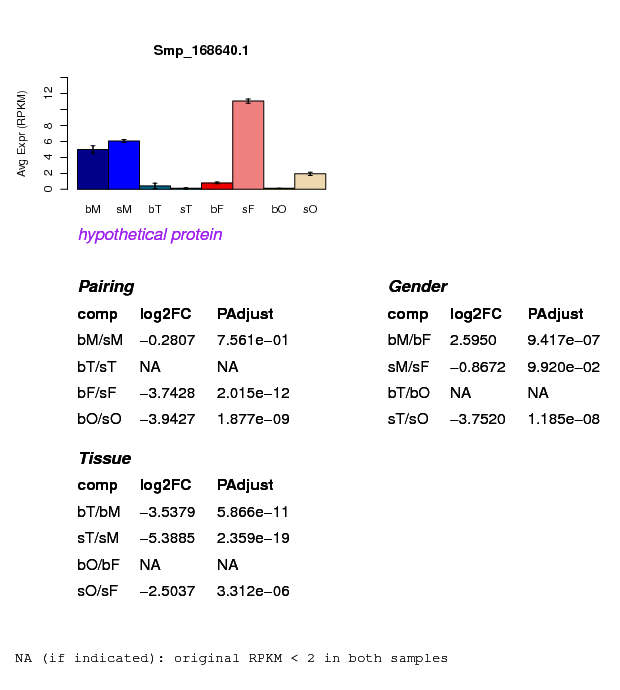 Smp_168640.1
Avg Expr (RPKM)
0 2 4 6 8 12
bM sM bT sT bF sF bO sO
hypothetical protein
Pairing
comp log2FC PAdjust
bM/sM −0.2807 7.561e−01
bT/sT NA NA
bF/sF −3.7428 2.015e−12
bO/sO −3.9427 1.877e−09
Gender
comp log2FC PAdjust
bM/bF 2.5950 9.417e−07
sM/sF −0.8672 9.920e−02
bT/bO NA NA
sT/sO −3.7520 1.185e−08
Tissue
comp log2FC PAdjust
bT/bM −3.5379 5.866e−11
sT/sM −5.3885 2.359e−19
bO/bF NA NA
sO/sF −2.5037 3.312e−06
NA (if indicated): original RPKM < 2 in both samples